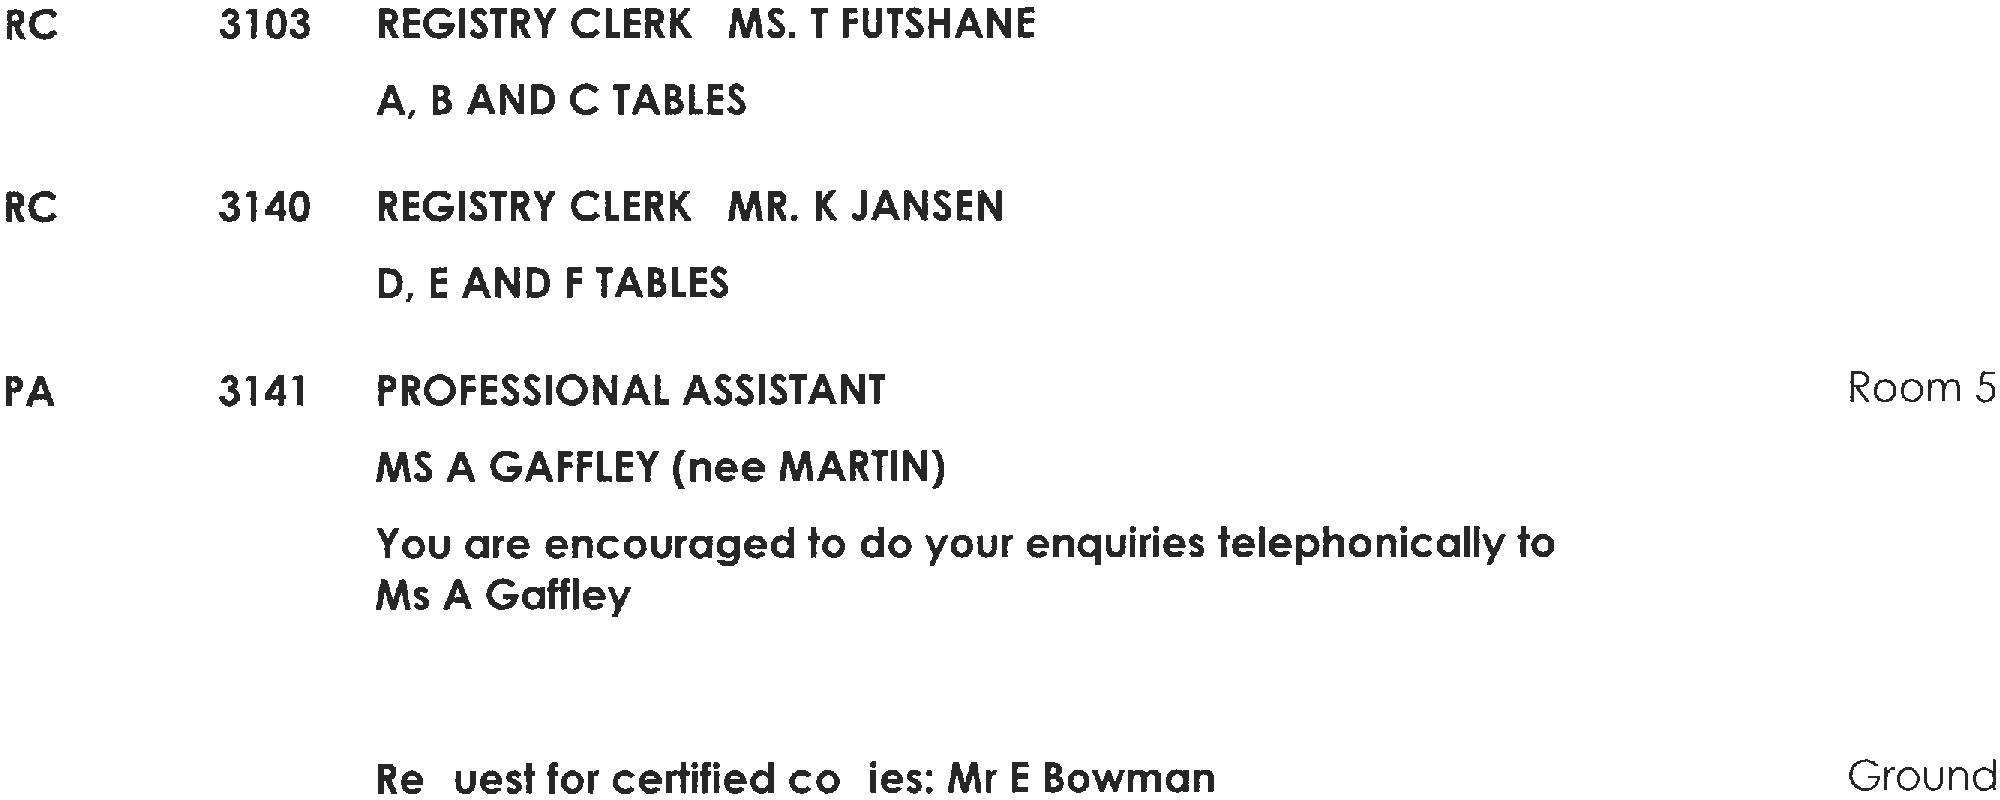 RC 3103 REGISTRY CLERK MS. T FUTSHANE
A, B AND C TABLES
RC 3140 REGISTRY CLERK MR. K JANSEN
D, E AND F TABLES
PA 3141 PROFESSIONAL ASSISTANT Room 5
MS A GAFFLEY (nee MARTIN)
You are encouraged to do your enquiries telephonically to
Ms A Gaffley
Re uest for certified co ies: Mr E Bowman Ground